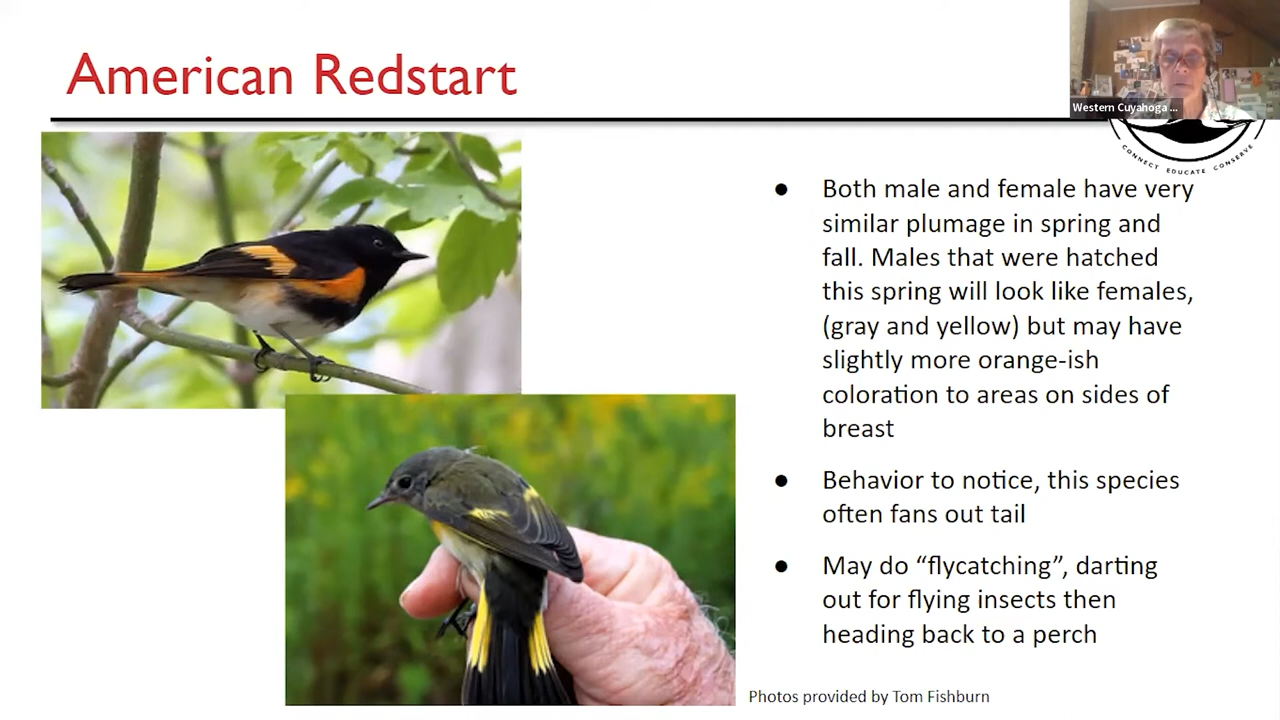 American Redstart
Western Cuyahoga ...
CONNECT EDUCATE CONSERVE
● Both male and female have very
similar plumage in spring and
fall. Males that were hatched
this spring will look like females,
(gray and yellow) but may have
slightly more orange-ish
coloration to areas on sides of
breast
● Behavior to notice, this species
often fans out tail
● May do “flycatching”, darting
out for flying insects then
heading back to a perch
Photos provided by Tom Fishburn